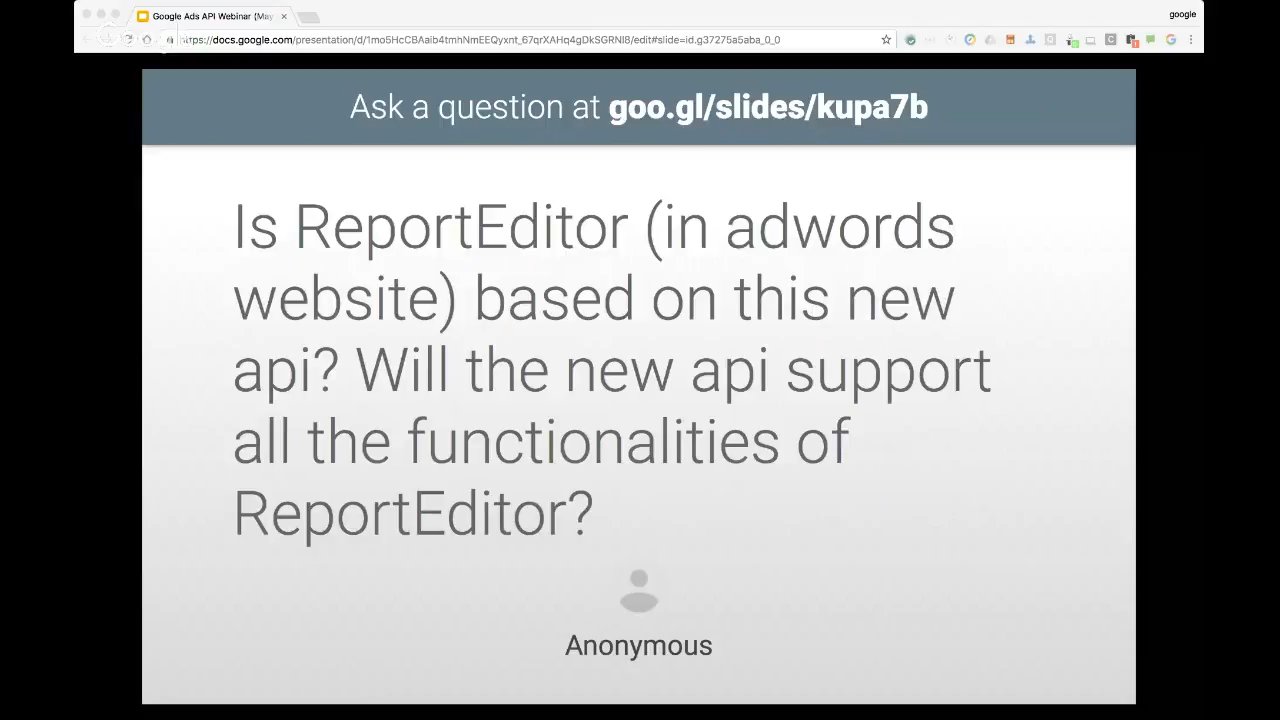 Google Ads API Webinar (May
google
https://docs.google.com/presentation/d/1mo5HcCBAaib4tmhNmEEQyxnt_67qrXAHq4gDkSGRNI8/edit#slide=id.g37275a5aba_0_0
Ask a question at goo.gl/slides/kupa7b
Is ReportEditor (in adwords
website) based on this new
api? Will the new api support
all the functionalities of
ReportEditor?
Anonymous